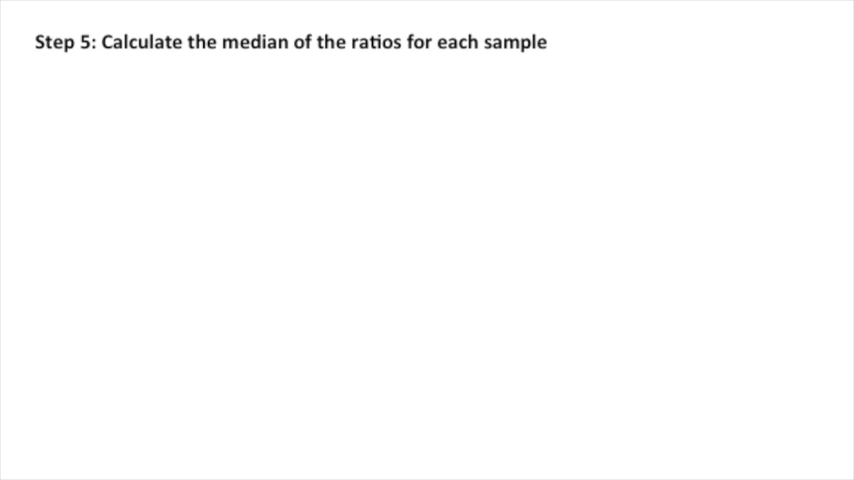 Step 5: Calculate the median of the ratios for each sample